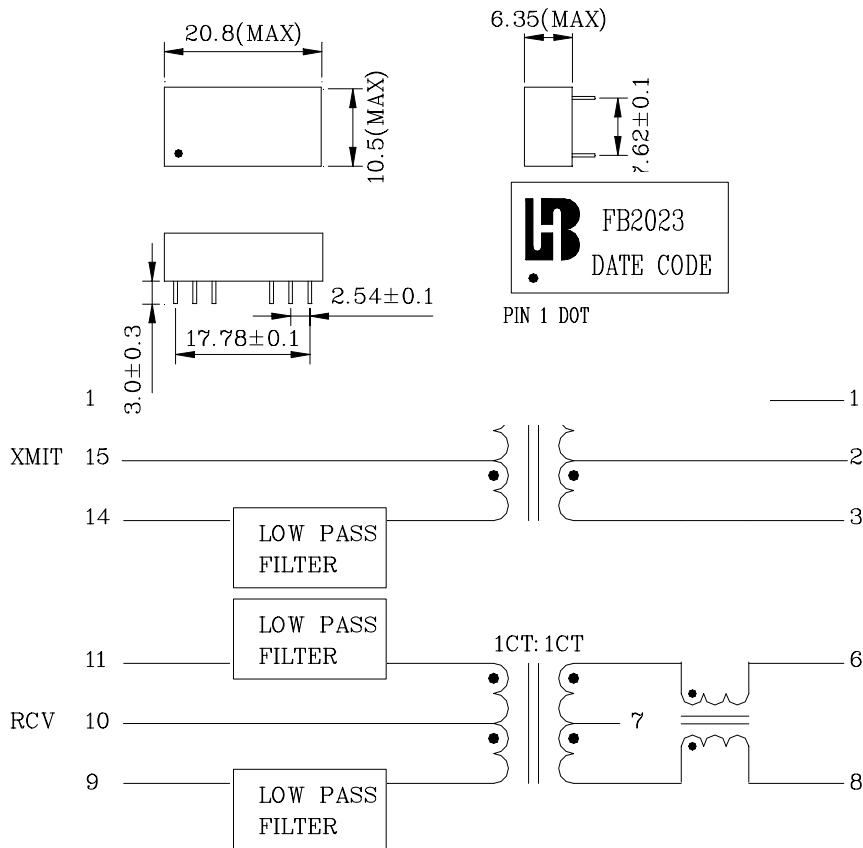 20.8(MAX)
6.35(MAX)
10.5(MAX)
7.62±0.1
FB2023
DATE CODE
PIN 1 DOT
2.54±0.1
17.78±0.1
3.0±0.3
1
1
XMIT 15
2
14
3
LOW PASS
FILTER
LOW PASS
FILTER
1CT:1CT
11
6
RCV 10
7
9
8
LOW PASS
FILTER